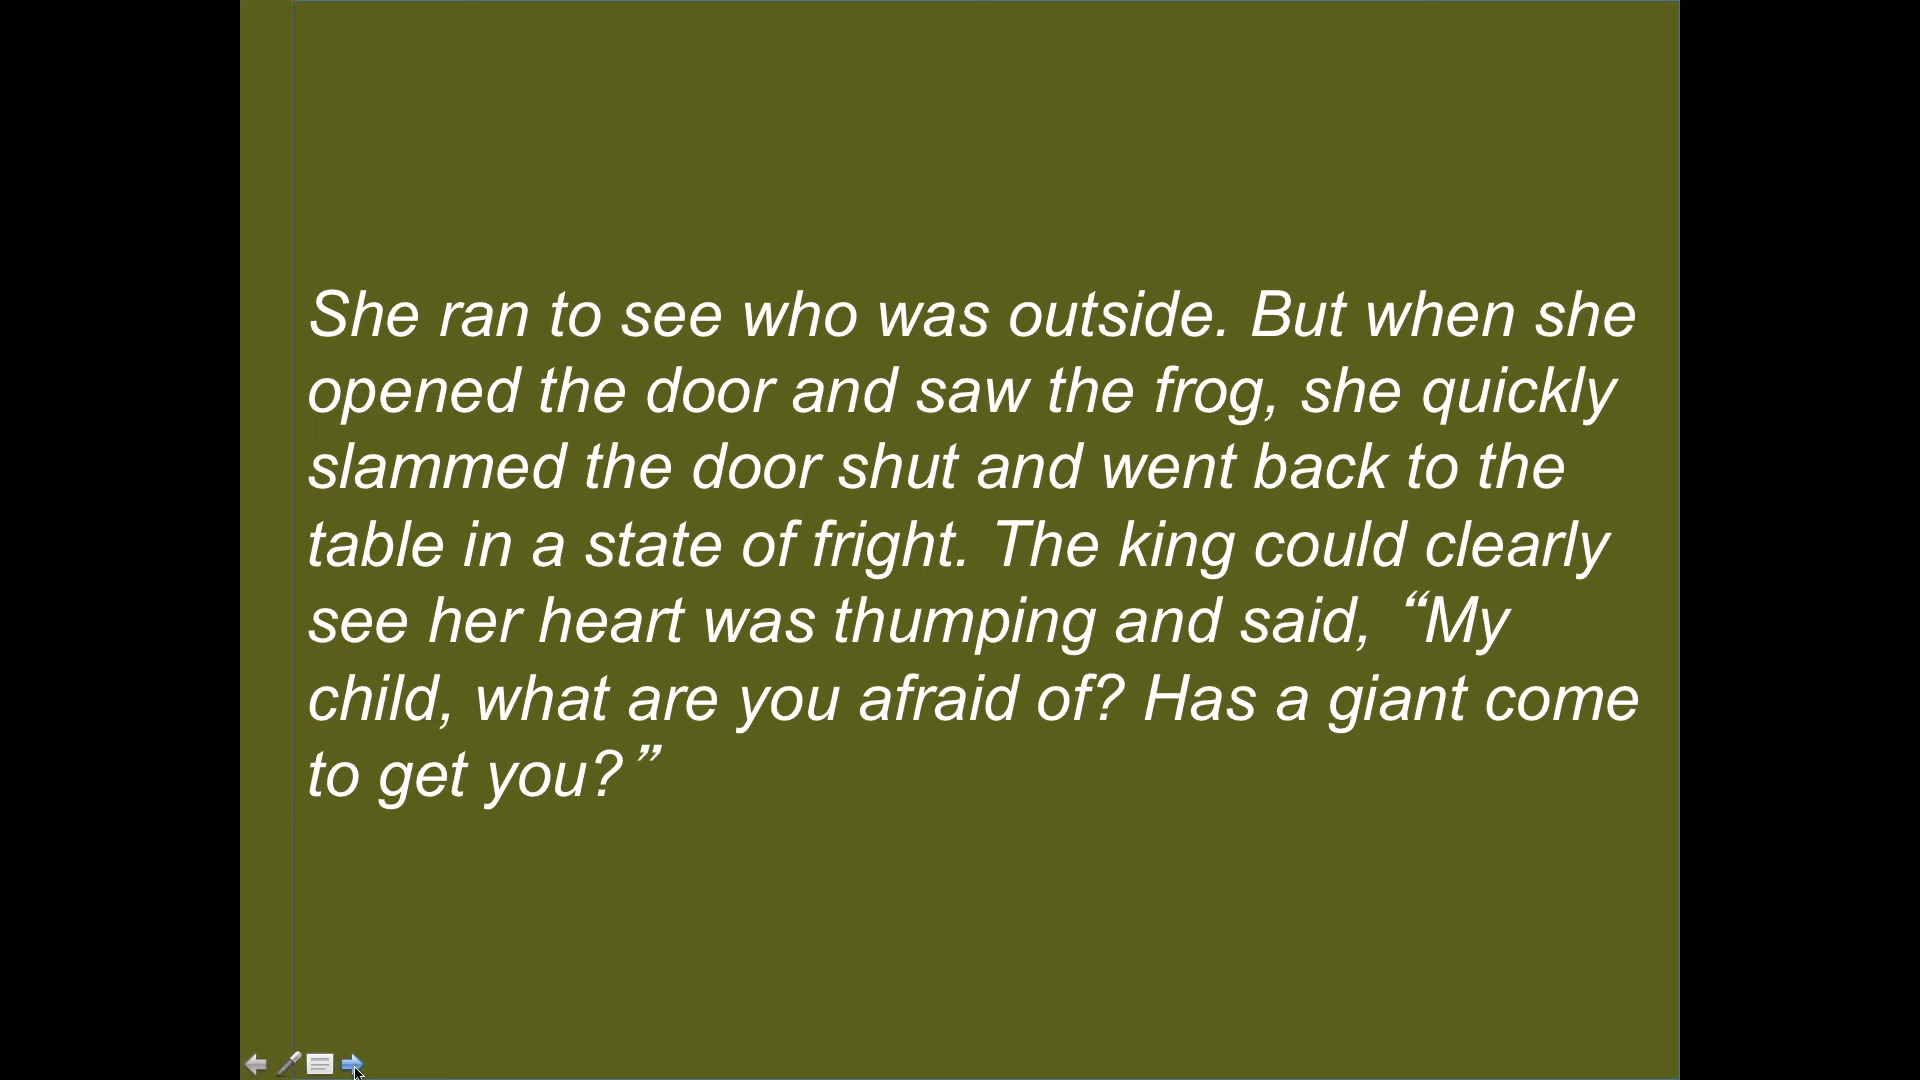 She ran to see who was outside. But when she
opened the door and saw the frog, she quickly
slammed the door shut and went back to the
table in a state of fright. The king could clearly
see her heart was thumping and said, “My
child, what are you afraid of? Has a giant come
to get you?”